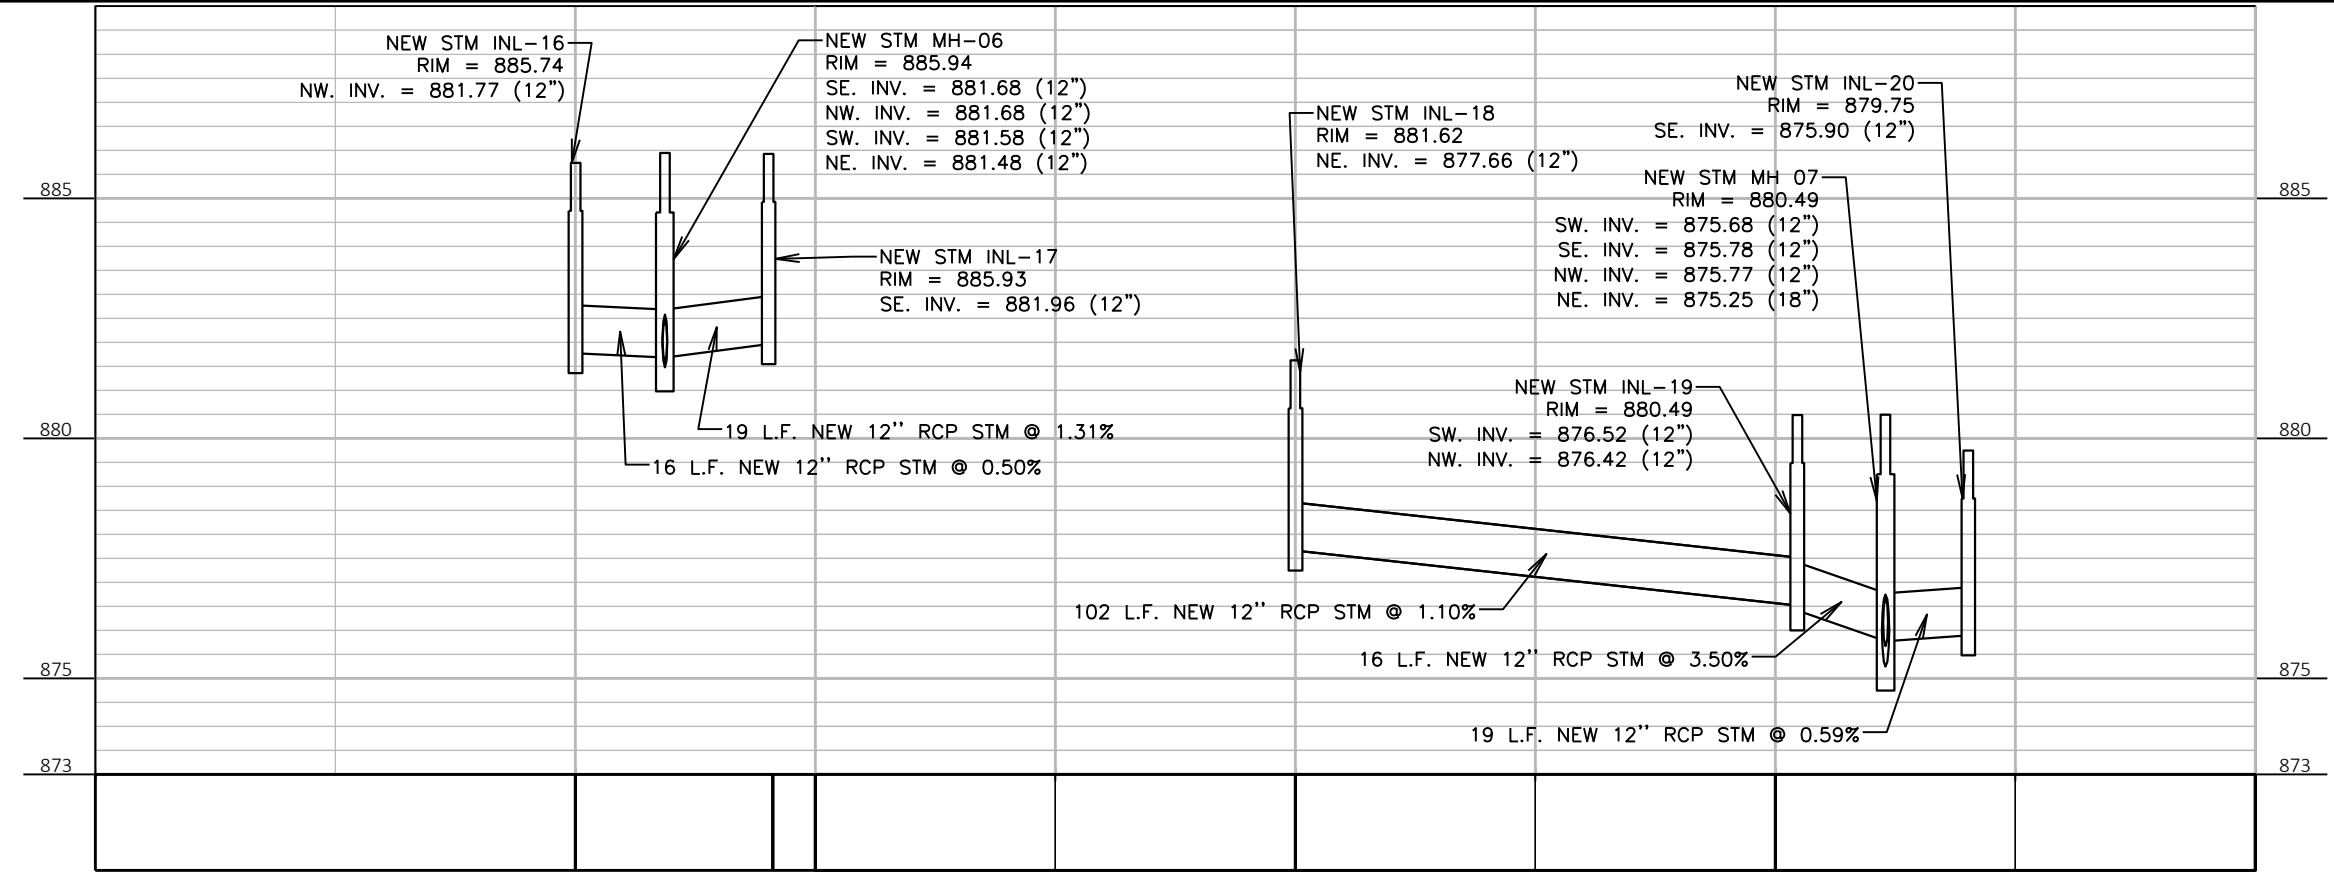 NEW STM INL-16
RIM = 885.74
NW. INV. = 881.77 (12")
NEW STM MH-06
RIM = 885.94
SE. INV. = 881.68 (12")
NW. INV. = 881.68 (12")
SW. INV. = 881.58 (12")
NE. INV. = 881.48 (12")
NEW STM INL-17
RIM = 885.93
SE. INV. = 881.96 (12")
19 L.F. NEW 12'' RCP STM @ 1.31%
16 L.F. NEW 12'' RCP STM @ 0.50%
NEW STM INL-18
RIM = 881.62
NE. INV. = 877.66 (12")
NEW STM INL-20
RIM = 879.75
SE. INV. = 875.90 (12")
NEW STM MH 07
RIM = 880.49
SW. INV. = 875.68 (12")
SE. INV. = 875.78 (12")
NW. INV. = 875.77 (12")
NE. INV. = 875.25 (18")
NEW STM INL-19
RIM = 880.49
SW. INV. = 876.52 (12")
NW. INV. = 876.42 (12")
102 L.F. NEW 12'' RCP STM @ 1.10%
16 L.F. NEW 12'' RCP STM @ 3.50%
19 L.F. NEW 12'' RCP STM @ 0.59%
885
880
875
873
885
880
875
873